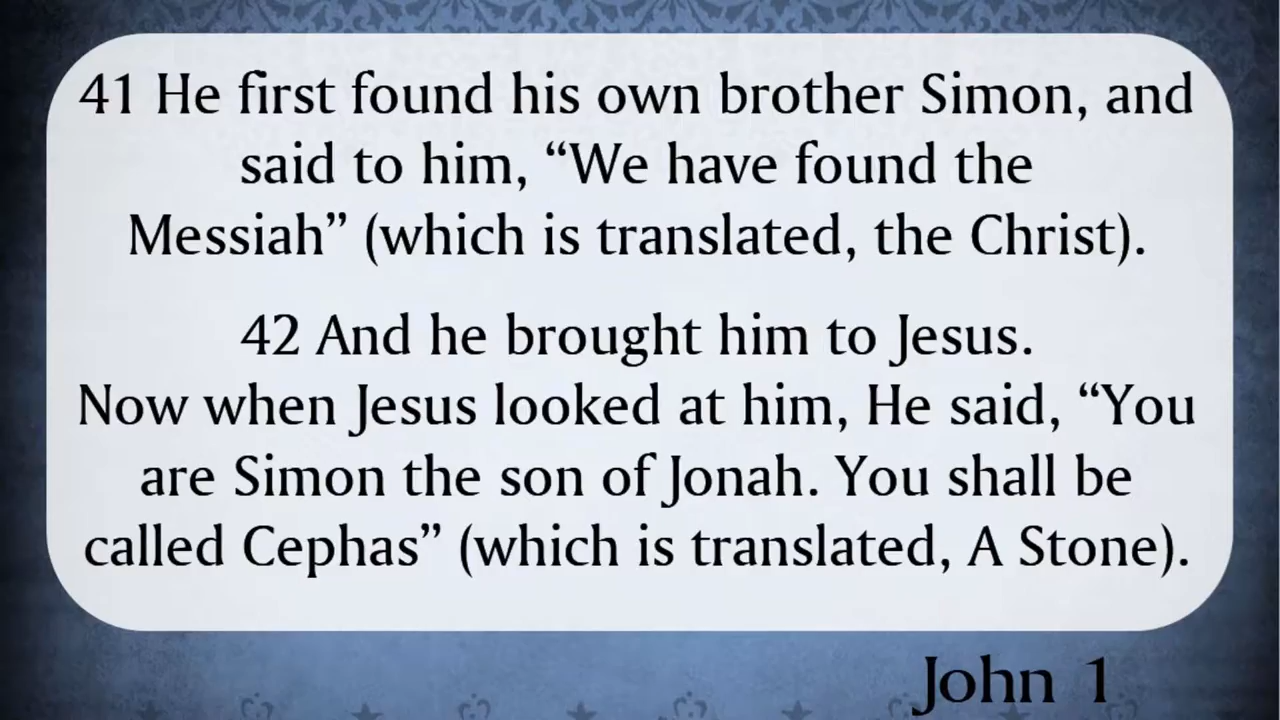 41 He first found his own brother Simon, and
said to him, “We have found the
Messiah” (which is translated, the Christ).
42 And he brought him to Jesus.
Now when Jesus looked at him, He said, “You
are Simon the son of Jonah. You shall be
called Cephas” (which is translated, A Stone).
John 1